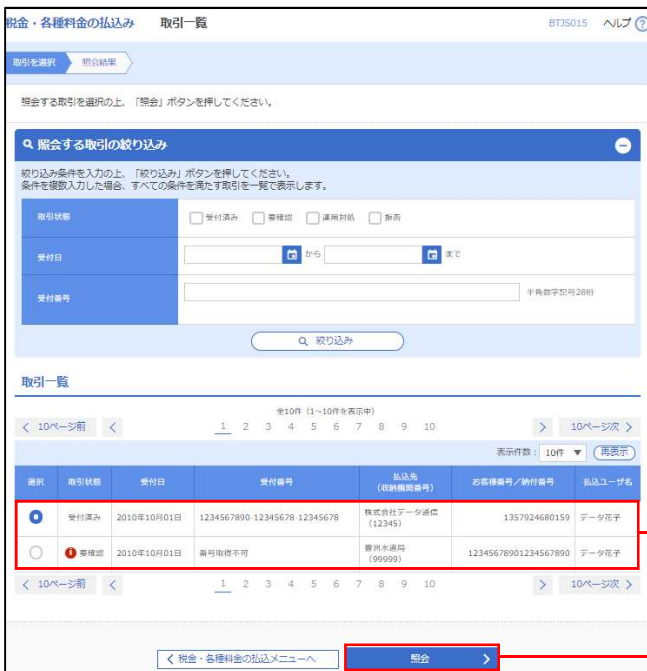 税金・各種料金の払込み 取引一覧 BTJS015 ヘルプ ?
取引を選択 照会結果
照会する取引を選択の上、「照会」ボタンを押してください。
照会する取引の絞り込み
絞り込み条件を入力の上、「絞り込み」ボタンを押してください。
条件を複数入力した場合、すべての条件を満たす取引を一覧で表示します。
取引状態 受付済み 要確認 運用対処 拒否
受付日 から まで
受付番号 半角数字記号28桁
絞り込み
取引一覧
全10件（1～10件を表示中）
< 10ページ前 < 1 2 3 4 5 6 7 8 9 10 > 10ページ次 >
表示件数： 10件 ▼ 再表示
選択 取引状態 受付日 受付番号 払込先 （収納機関番号） お客様番号／納付番号 払込ユーザ名
受付済み 2010年10月01日 1234567890-12345678-12345678 株式会社データ通信 （12345） 1357924680159 データ花子
! 要確認 2010年10月01日 番号取得不可 豊洲水道局 （99999） 12345678901234567890 データ花子
< 10ページ前 < 1 2 3 4 5 6 7 8 9 10 > 10ページ次 >
< 税金・各種料金の払込メニューへ 照会 >